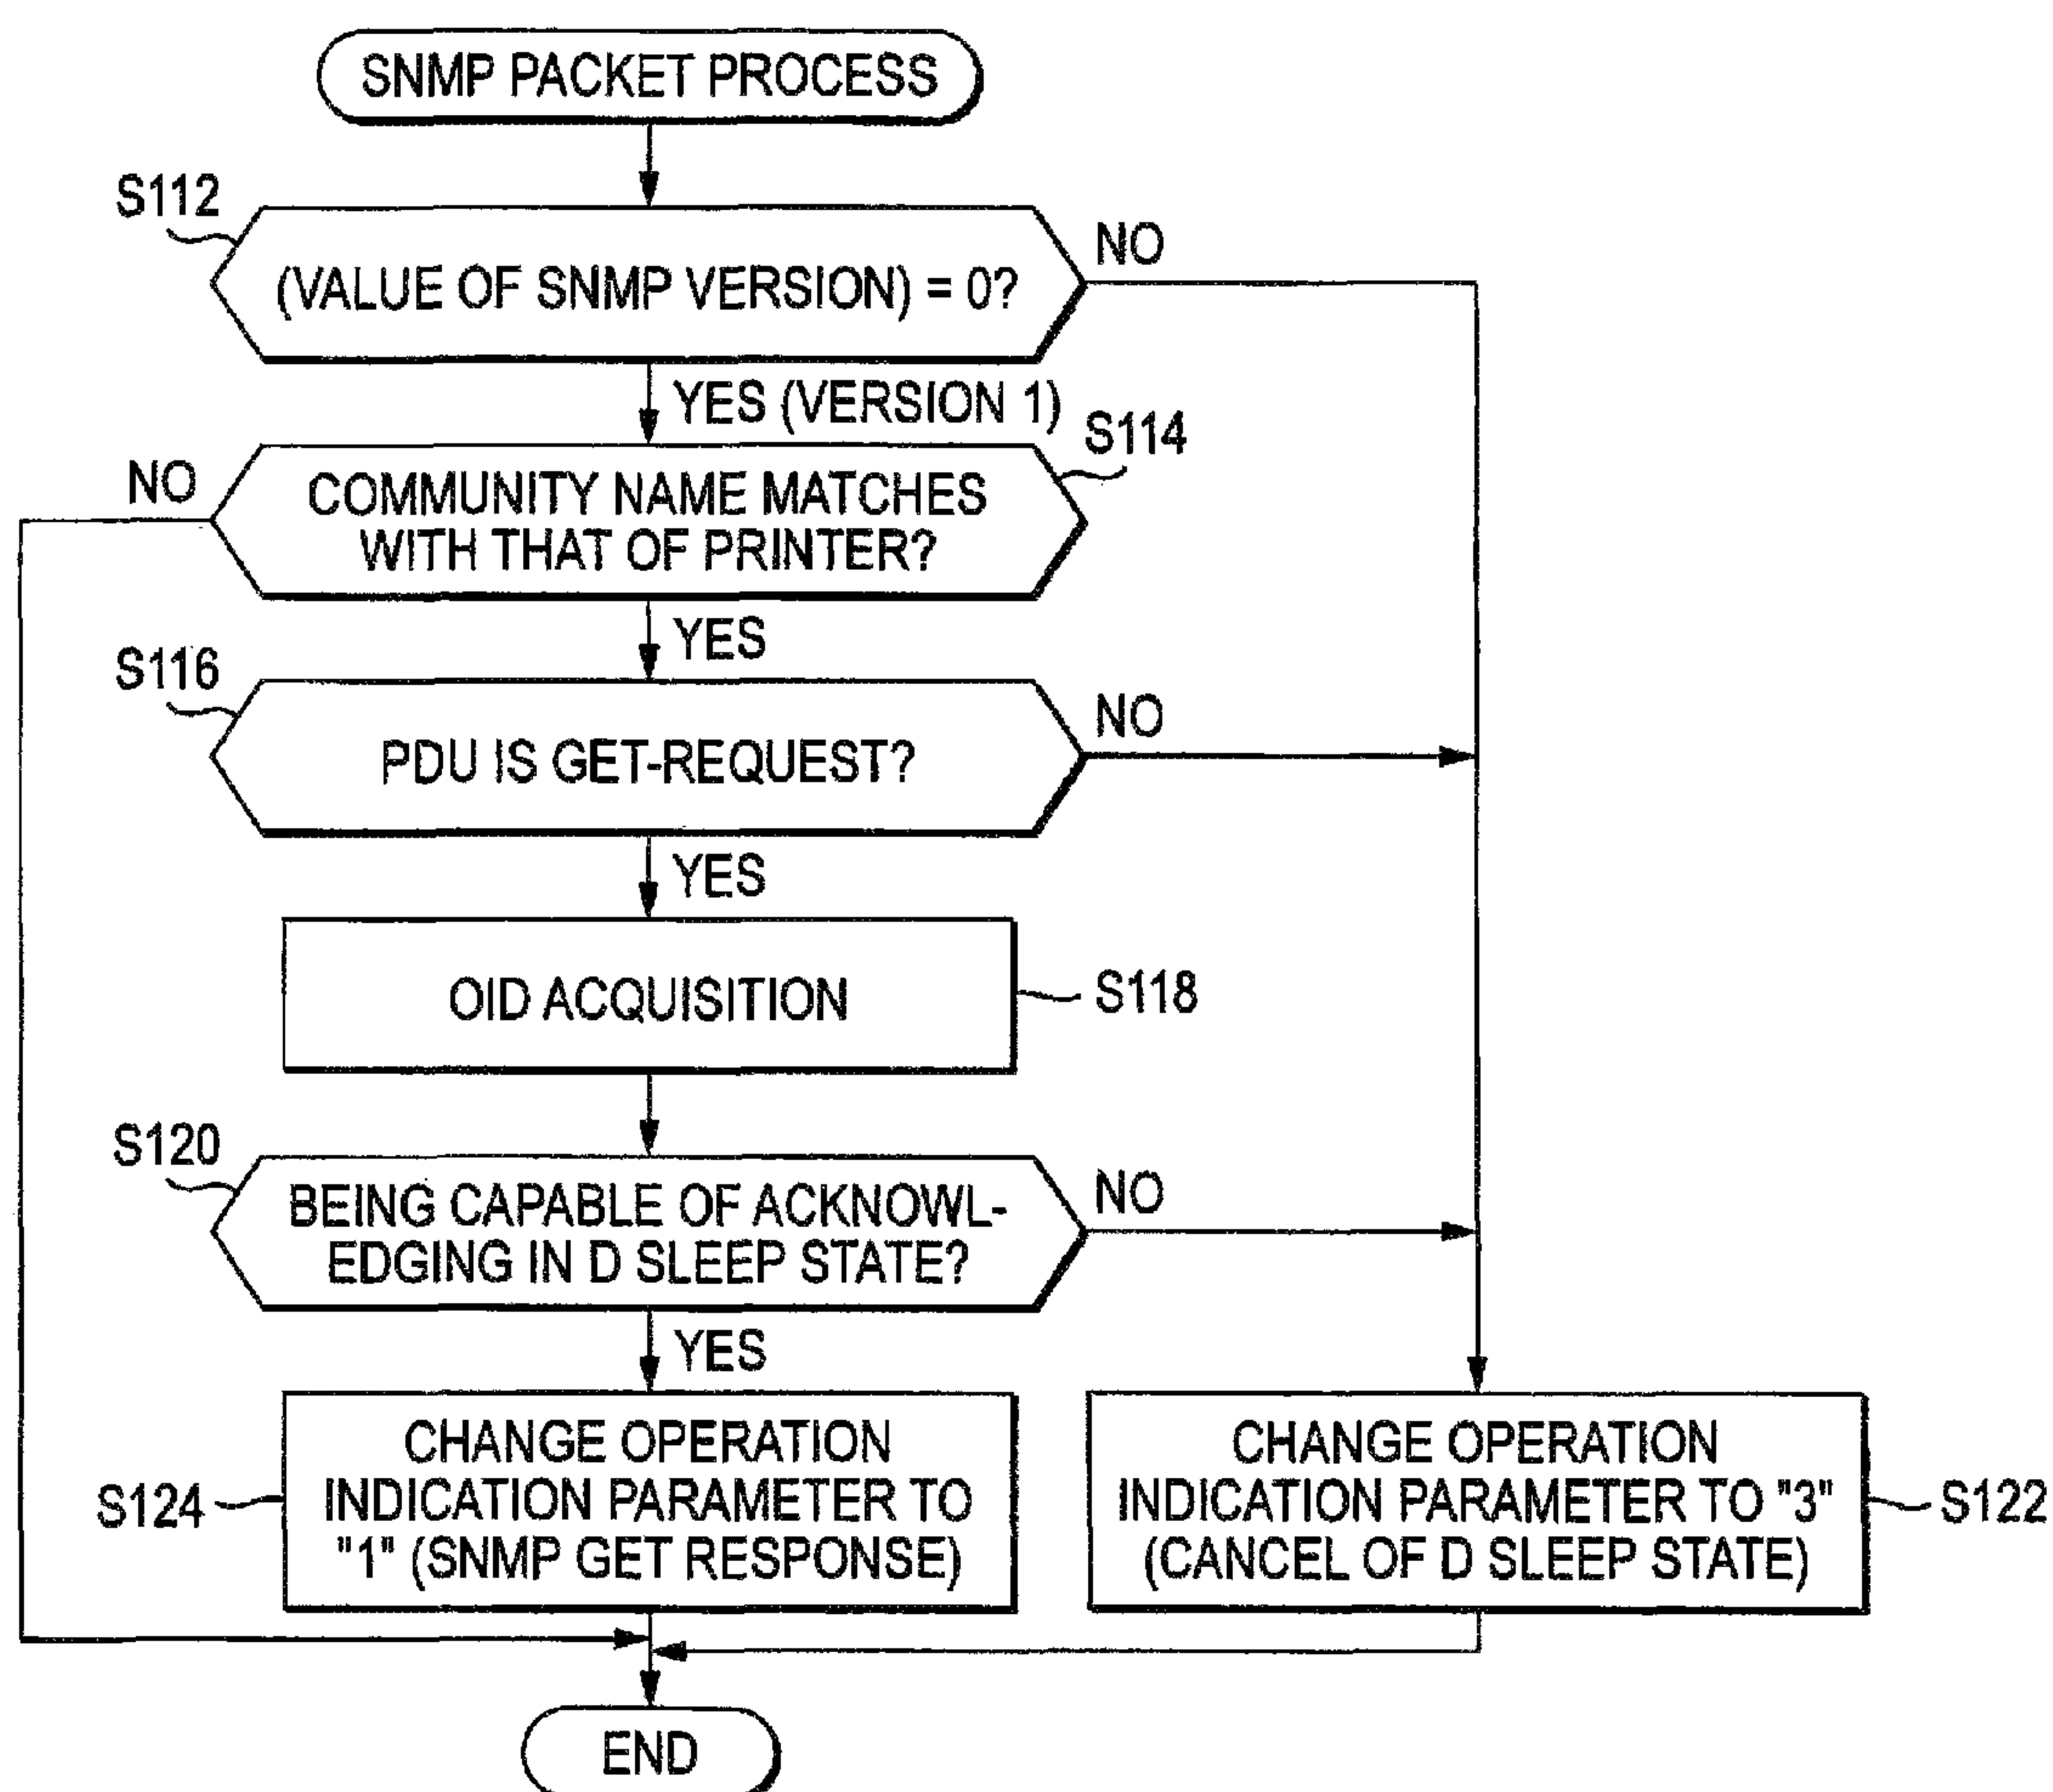 SNMP PACKET PROCESS
S112
(VALUE OF SNMP VERSION) = 0?
NO
YES (VERSION 1)
S114
NO
COMMUNITY NAME MATCHES
WITH THAT OF PRINTER?
YES
S116
PDU IS GET-REQUEST?
NO
YES
OID ACQUISITION
S118
S120
BEING CAPABLE OF ACKNOWL-
EDGING IN D SLEEP STATE?
NO
YES
S124
CHANGE OPERATION
INDICATION PARAMETER TO
"1" (SNMP GET RESPONSE)
CHANGE OPERATION
INDICATION PARAMETER TO "3"
(CANCEL OF D SLEEP STATE)
S122
END